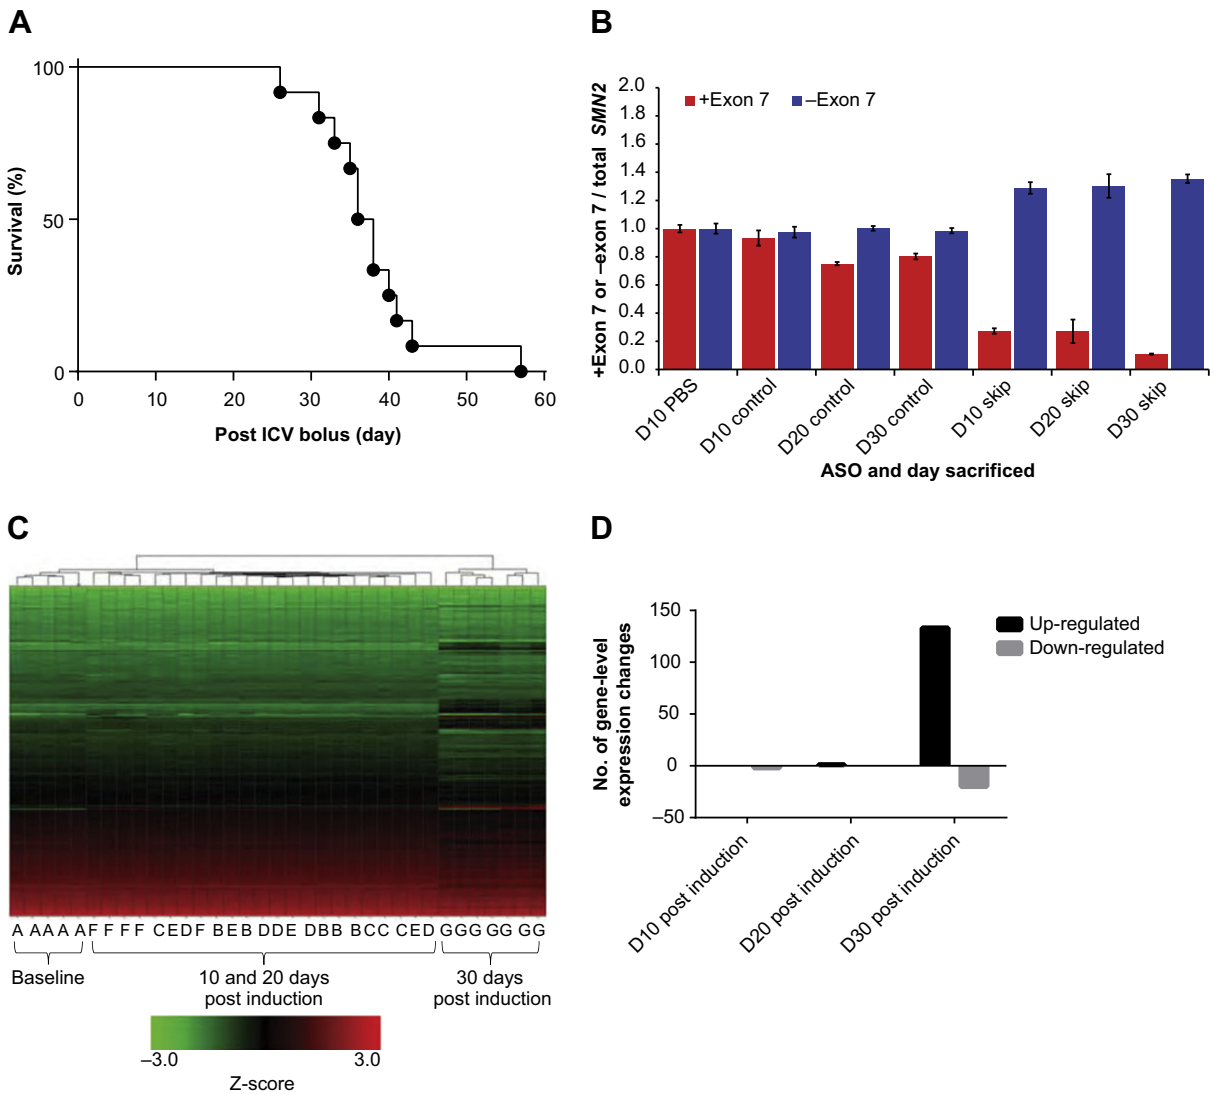 A
100
50
0
Survival (%)
0 10 20 30 40 50 60
Post ICV bolus (day)
B
+Exon 7 or –exon 7 / total SMN2
2.0
1.8
1.6
1.4
1.2
1.0
0.8
0.6
0.4
0.2
0.0
+Exon 7 –Exon 7
D10 PBS
D10 control
D20 control
D30 control
D10 skip
D20 skip
D30 skip
ASO and day sacrificed
C
A AAA A AF F F F CEDF BEB DDE DBB BCC CED GGG GG GG
Baseline
10 and 20 days
post induction
30 days
post induction
–3.0 3.0
Z-score
D
No. of gene-level
expression changes
150
100
50
0
–50
Up-regulated
Down-regulated
D10 post induction
D20 post induction
D30 post induction